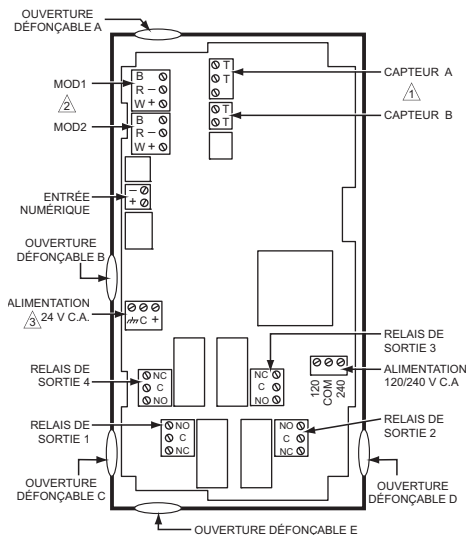 OUVERTURE
DÉFONÇABLE A
MOD1
2
MOD2
B
R –
W +
B
R –
W +
T
T
T
T
CAPTEUR A
1
CAPTEUR B
–
+
ENTRÉE
NUMÉRIQUE
OUVERTURE
DÉFONÇABLE B
ALIMENTATION
24 V C.A.
3
C +
RELAIS DE
SORTIE 3
ALIMENTATION
120/240 V C.A
120
COM
240
RELAIS DE
SORTIE 4
NC
C
NO
NC
C
NO
RELAIS DE
SORTIE 1
NO
C
NC
NO
C
NC
RELAIS DE
SORTIE 2
OUVERTURE
DÉFONÇABLE C
OUVERTURE
DÉFONÇABLE D
OUVERTURE DÉFONÇABLE E